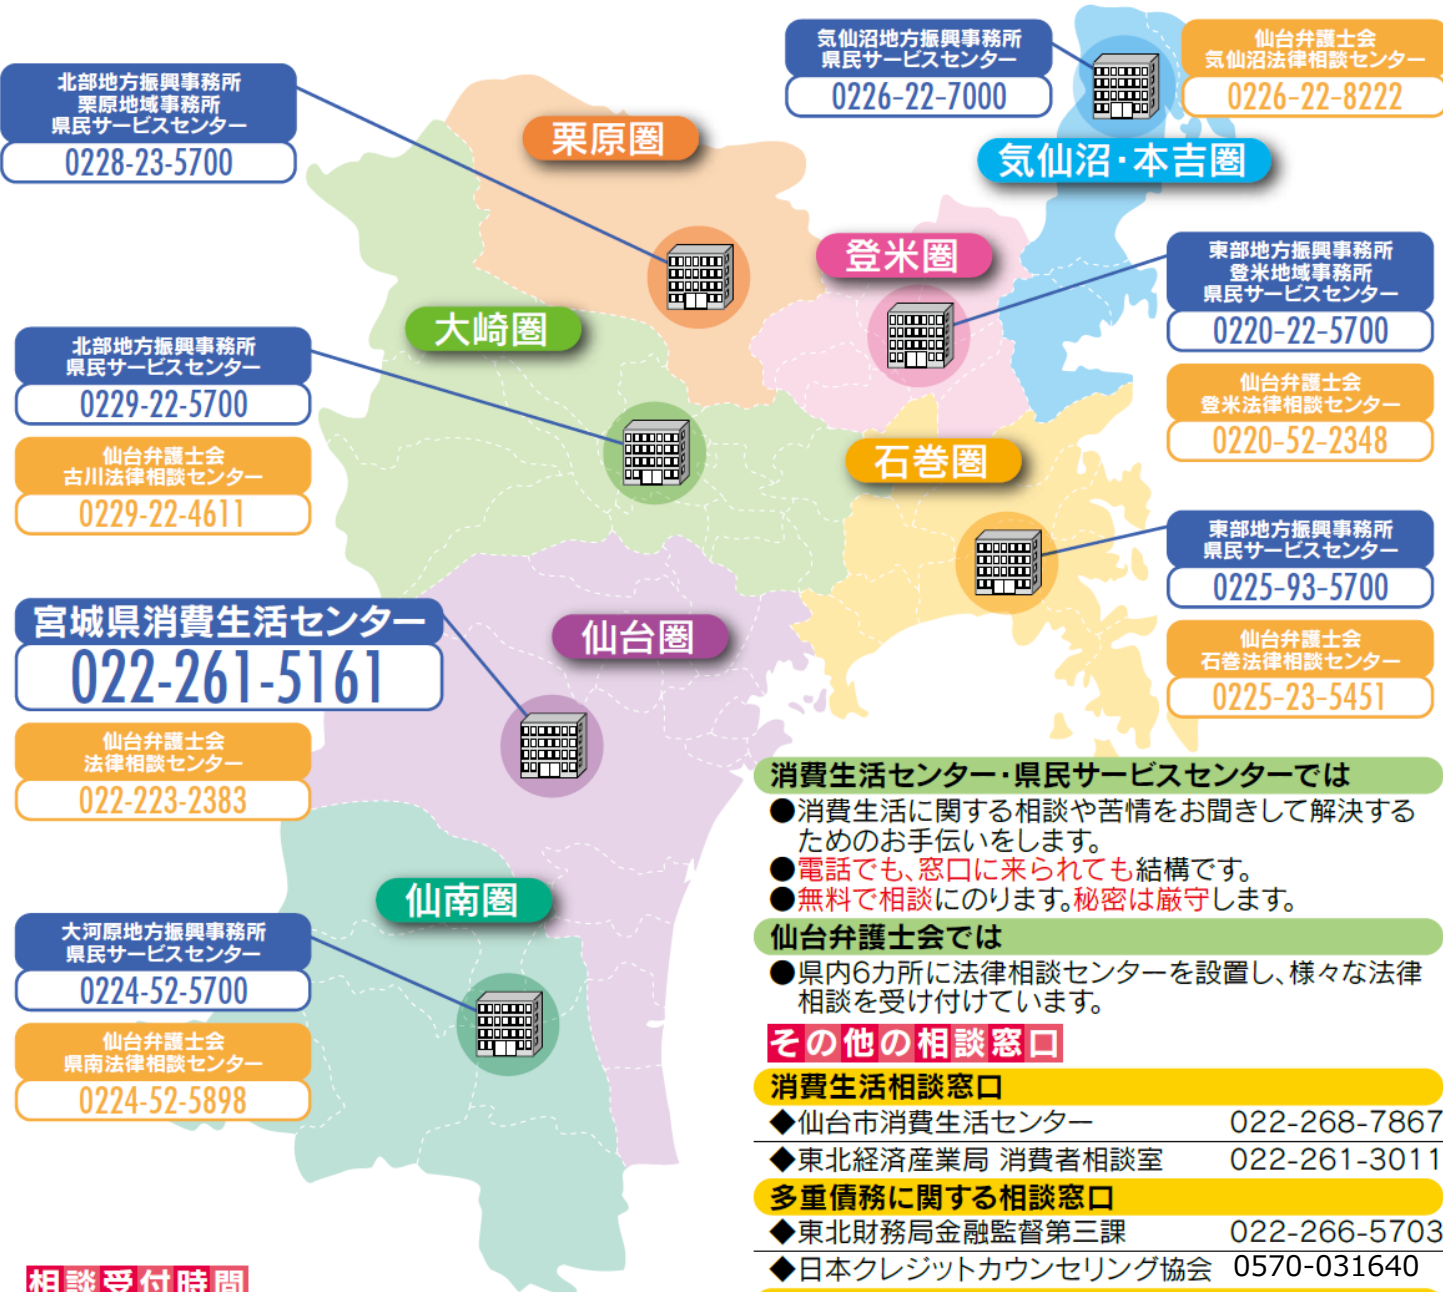 北部地方振興事務所
栗原地域事務所
県民サービスセンター
0228-23-5700
気仙沼地方振興事務所
県民サービスセンター
0226-22-7000
仙台弁護士会
気仙沼法律相談センター
0226-22-8222
栗原圏
気仙沼・本吉圏
登米圏
東部地方振興事務所
登米地域事務所
県民サービスセンター
0220-22-5700
仙台弁護士会
登米法律相談センター
0220-52-2348
大崎圏
北部地方振興事務所
県民サービスセンター
0229-22-5700
仙台弁護士会
古川法律相談センター
0229-22-4611
石巻圏
東部地方振興事務所
県民サービスセンター
0225-93-5700
仙台弁護士会
石巻法律相談センター
0225-23-5451
宮城県消費生活センター
022-261-5161
仙台弁護士会
法律相談センター
022-223-2383
仙台圏
仙南圏
大河原地方振興事務所
県民サービスセンター
0224-52-5700
仙台弁護士会
県南法律相談センター
0224-52-5898
消費生活センター・県民サービスセンターでは
●消費生活に関する相談や苦情をお聞きして解決する
ためのお手伝いをします。
●電話でも、窓口に来られても結構です。
●無料で相談にのります。秘密は厳守します。
仙台弁護士会では
●県内6カ所に法律相談センターを設置し、様々な法律
相談を受け付けています。
その他の相談窓口
消費生活相談窓口
◆仙台市消費生活センター 022-268-7867
◆東北経済産業局 消費者相談室 022-261-3011
多重債務に関する相談窓口
◆東北財務局金融監督第三課 022-266-5703
◆日本クレジットカウンセリング協会 0570-031640
相談受付時間